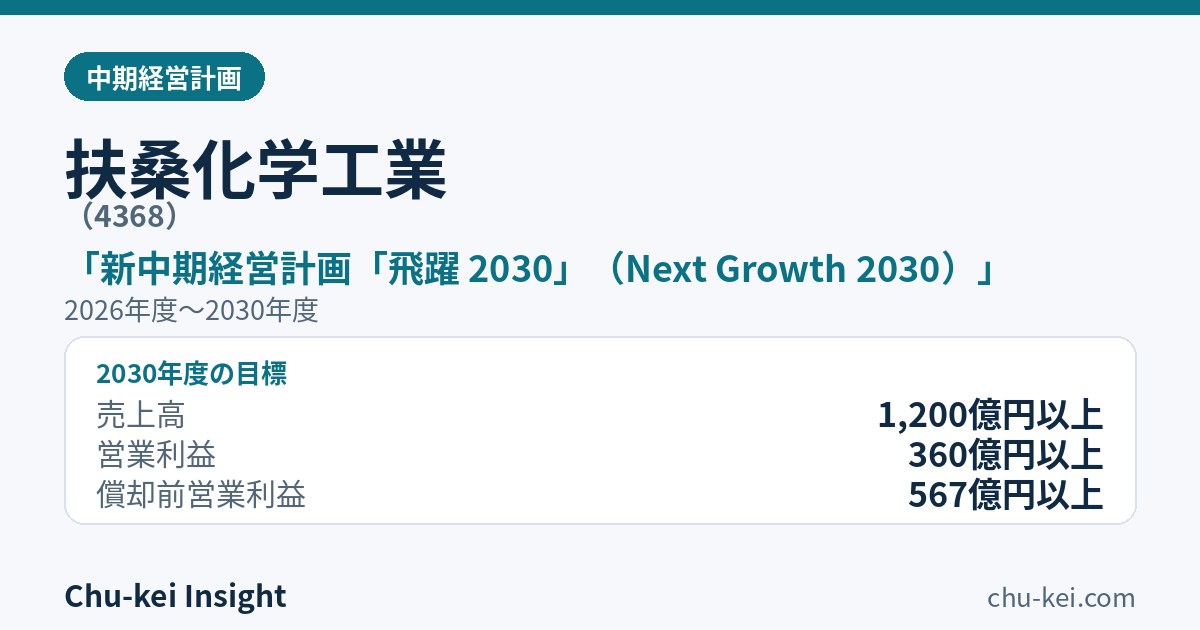 中期経営計画
扶桑化学工業
（4368）
「新中期経営計画「飛躍 2030」（Next Growth 2030）」
2026年度〜2030年度
2030年度の目標
売上高 1,200億円以上
営業利益 360億円以上
償却前営業利益 567億円以上
Chu-kei Insight chu-kei.com